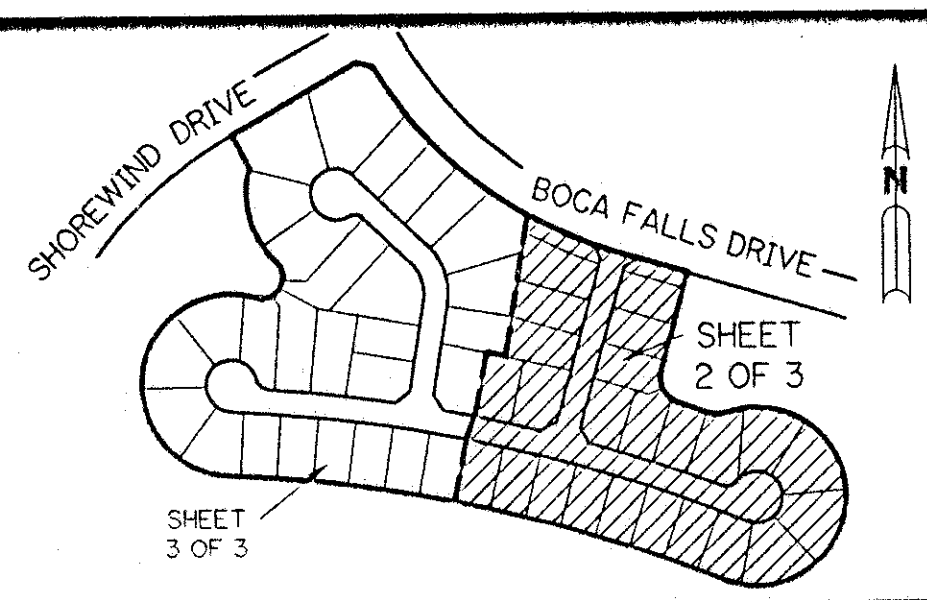 SHOREWIND DRIVE
BOCA FALLS DRIVE
N
SHEET
2 OF 3
SHEET
3 OF 3